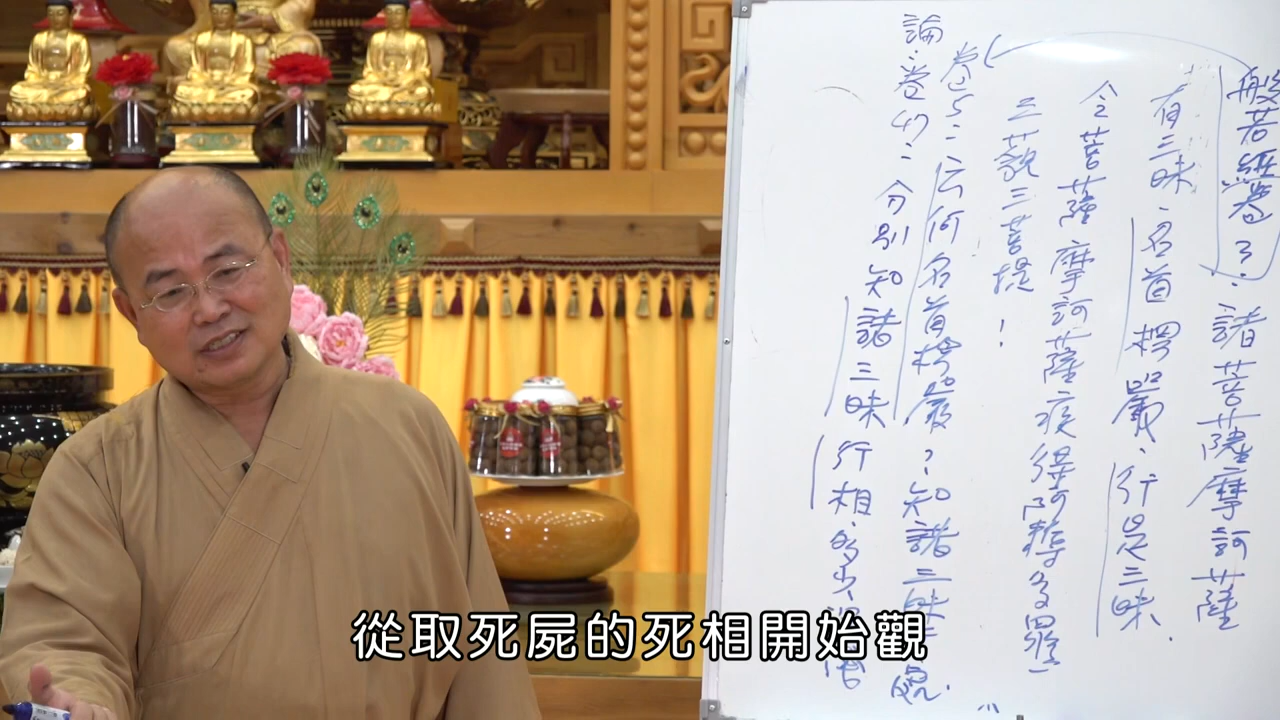 般若經卷3：諸菩薩摩訶薩
有三昧，名首楞嚴，行是三昧，
令菩薩摩訶薩疾得阿耨多羅
三藐三菩提！
卷5：云何名首楞嚴？知諸三昧處，
論．卷47：分別知諸三昧行相多少
從取死屍的死相開始觀